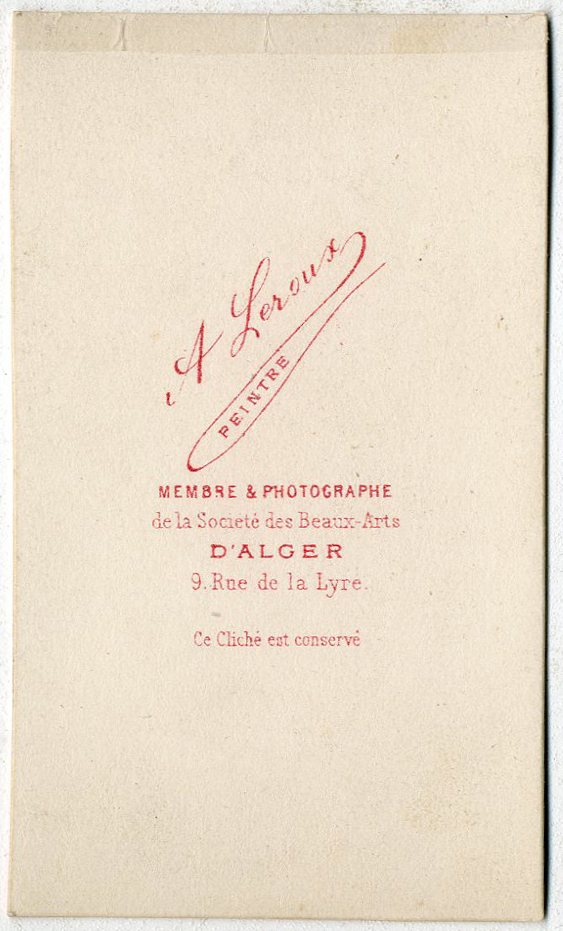 A Leroux
PEINTRE
MEMBRE & PHOTOGRAPHE
de la Societé des Beaux-Arts
D'ALGER
9. Rue de la Lyre.
Ce Cliché est conservé